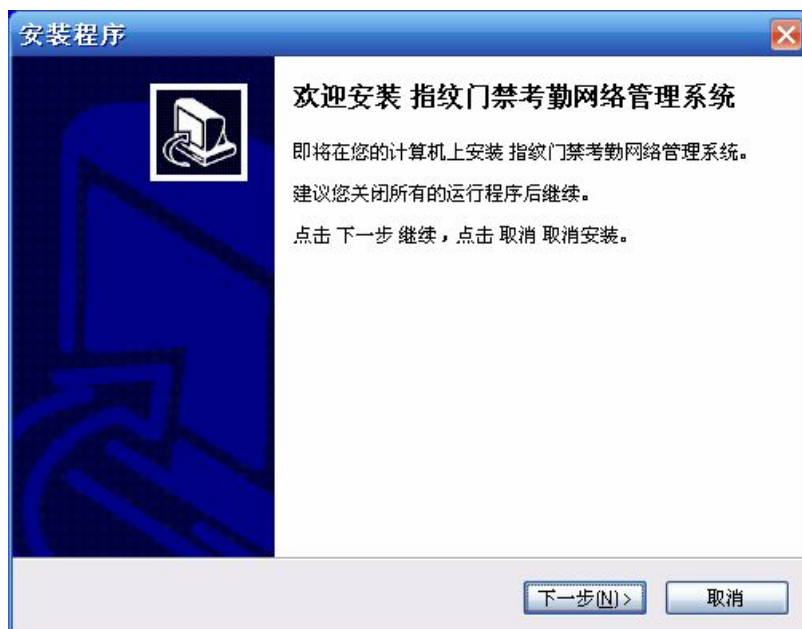 安装程序
欢迎安装 指纹门禁考勤网络管理系统
即将在您的计算机上安装 指纹门禁考勤网络管理系统。
建议您关闭所有的运行程序后继续。
点击 下一步 继续，点击 取消 取消安装。
下一步(N) >
取消